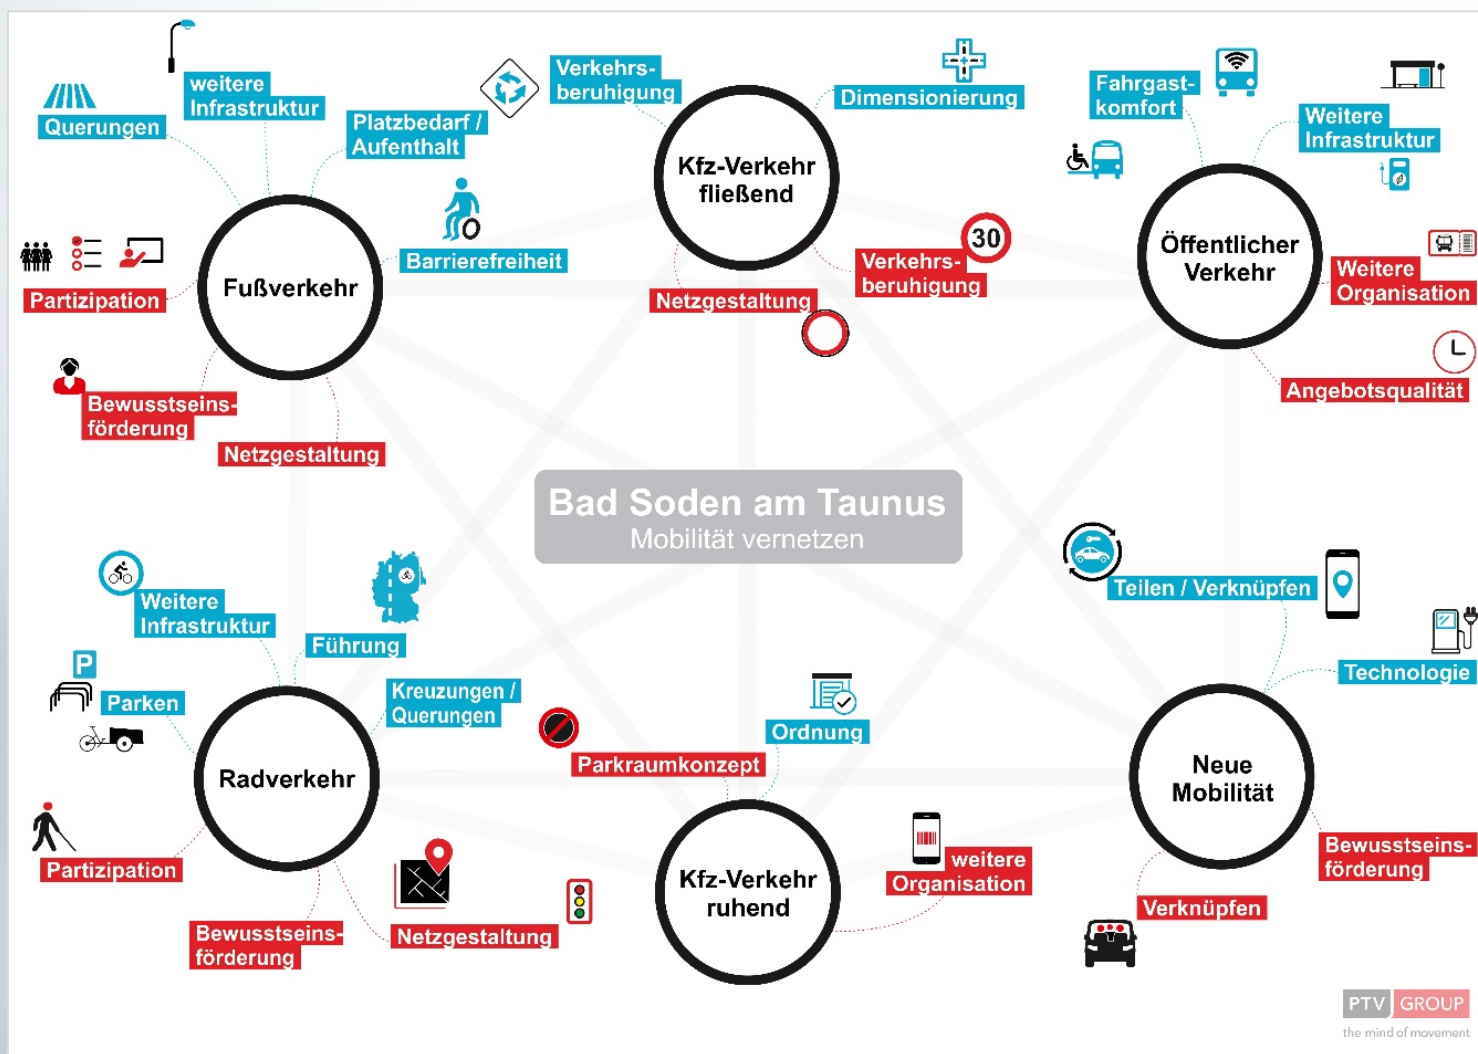 weitere
Infrastruktur
Querungen
Platzbedarf /
Aufenthalt
Barrierefreiheit
Fußverkehr
Partizipation
Bewusstseins-
förderung
Netzgestaltung
Verkehrs-
beruhigung
Dimensionierung
Kfz-Verkehr
fließend
30
Verkehrs-
beruhigung
Netzgestaltung
Fahrgast-
komfort
Weitere
Infrastruktur
Öffentlicher
Verkehr
Weitere
Organisation
Angebotsqualität
Bad Soden am Taunus
Mobilität vernetzen
Weitere
Infrastruktur
Führung
P
Parken
Kreuzungen /
Querungen
Radverkehr
Partizipation
Bewusstseins-
förderung
Netzgestaltung
Ordnung
Parkraumkonzept
Kfz-Verkehr
ruhend
weitere
Organisation
Teilen / Verknüpfen
Technologie
Neue
Mobilität
Bewusstseins-
förderung
Verknüpfen
PTV GROUP
the mind of movement